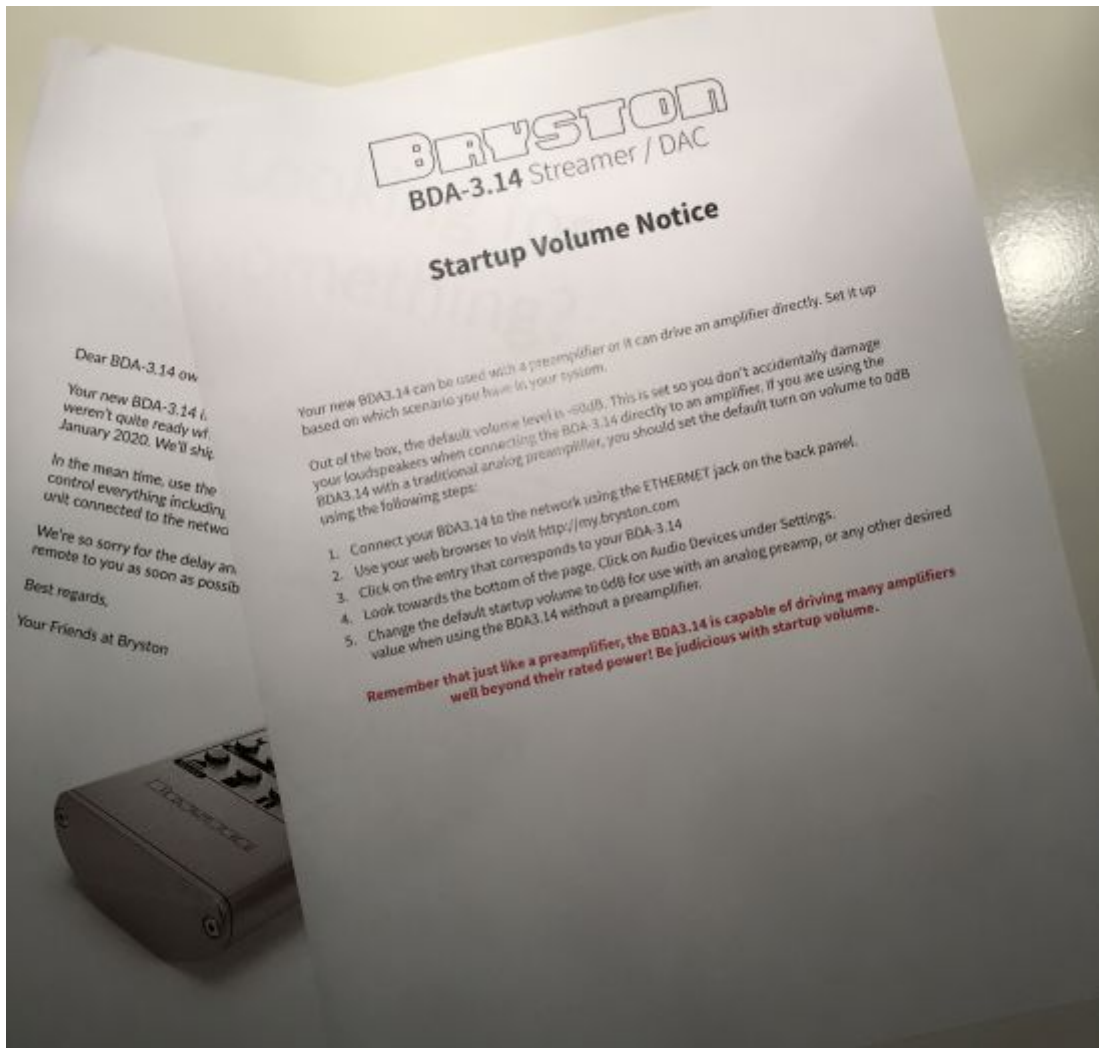 BRYSTON
BDA-3.14 Streamer / DAC
Startup Volume Notice
Your new BDA3.14 can be used with a preamplifier or it can drive an amplifier directly. Set it up
based on which scenario you have in your system.
Out of the box, the default volume level is -60dB. This is set so you don't accidentally damage
your loudspeakers when connecting the BDA-3.14 directly to an amplifier. If you are using the
BDA3.14 with a traditional analog preamplifier, you should set the default turn on volume to 0dB
using the following steps:
1. Connect your BDA3.14 to the network using the ETHERNET jack on the back panel.
2. Use your web browser to visit http://my.bryston.com
3. Click on the entry that corresponds to your BDA-3.14
4. Look towards the bottom of the page. Click on Audio Devices under Settings.
5. Change the default startup volume to 0dB for use with an analog preamp, or any other desired
value when using the BDA3.14 without a preamplifier.
Remember that just like a preamplifier, the BDA3.14 is capable of driving many amplifiers
well beyond their rated power! Be judicious with startup volume.
Dear BDA-3.14 ow
Your new BDA-3.14
weren't quite ready
January 2020. We'll ship
In the mean time, use the
control everything including
unit connected to the netwo
We're so sorry for the delay an
remote to you as soon as possib
Best regards,
Your Friends at Bryston
BRYSTON